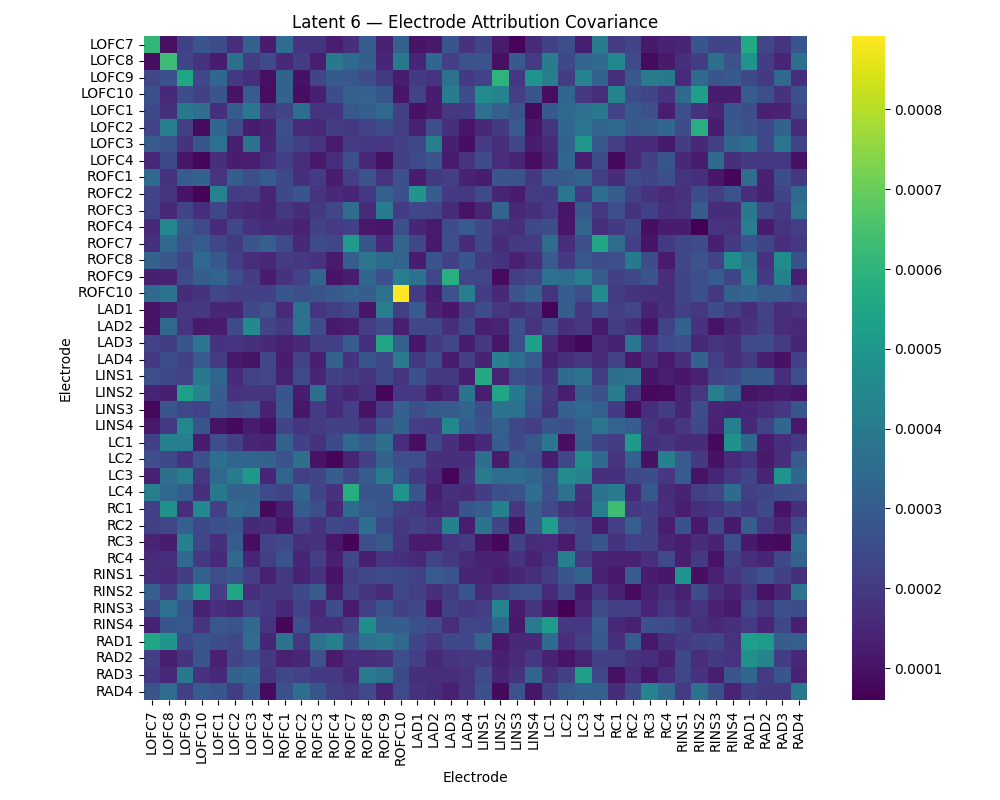 Latent 6 — Electrode Attribution Covariance
Electrode
LOFC7
LOFC8
LOFC9
LOFC10
LOFC1
LOFC2
LOFC3
LOFC4
ROFC1
ROFC2
ROFC3
ROFC4
ROFC7
ROFC8
ROFC9
ROFC10
LAD1
LAD2
LAD3
LAD4
LINS1
LINS2
LINS3
LINS4
LC1
LC2
LC3
LC4
RC1
RC2
RC3
RC4
RINS1
RINS2
RINS3
RINS4
RAD1
RAD2
RAD3
RAD4
LOFC7 LOFC8 LOFC9 LOFC10 LOFC1 LOFC2 LOFC3 LOFC4 ROFC1 ROFC2 ROFC3 ROFC4 ROFC7 ROFC8 ROFC9 ROFC10 LAD1 LAD2 LAD3 LAD4 LINS1 LINS2 LINS3 LINS4 LC1 LC2 LC3 LC4 RC1 RC2 RC3 RC4 RINS1 RINS2 RINS3 RINS4 RAD1 RAD2 RAD3 RAD4
Electrode
0.0008
0.0007
0.0006
0.0005
0.0004
0.0003
0.0002
0.0001